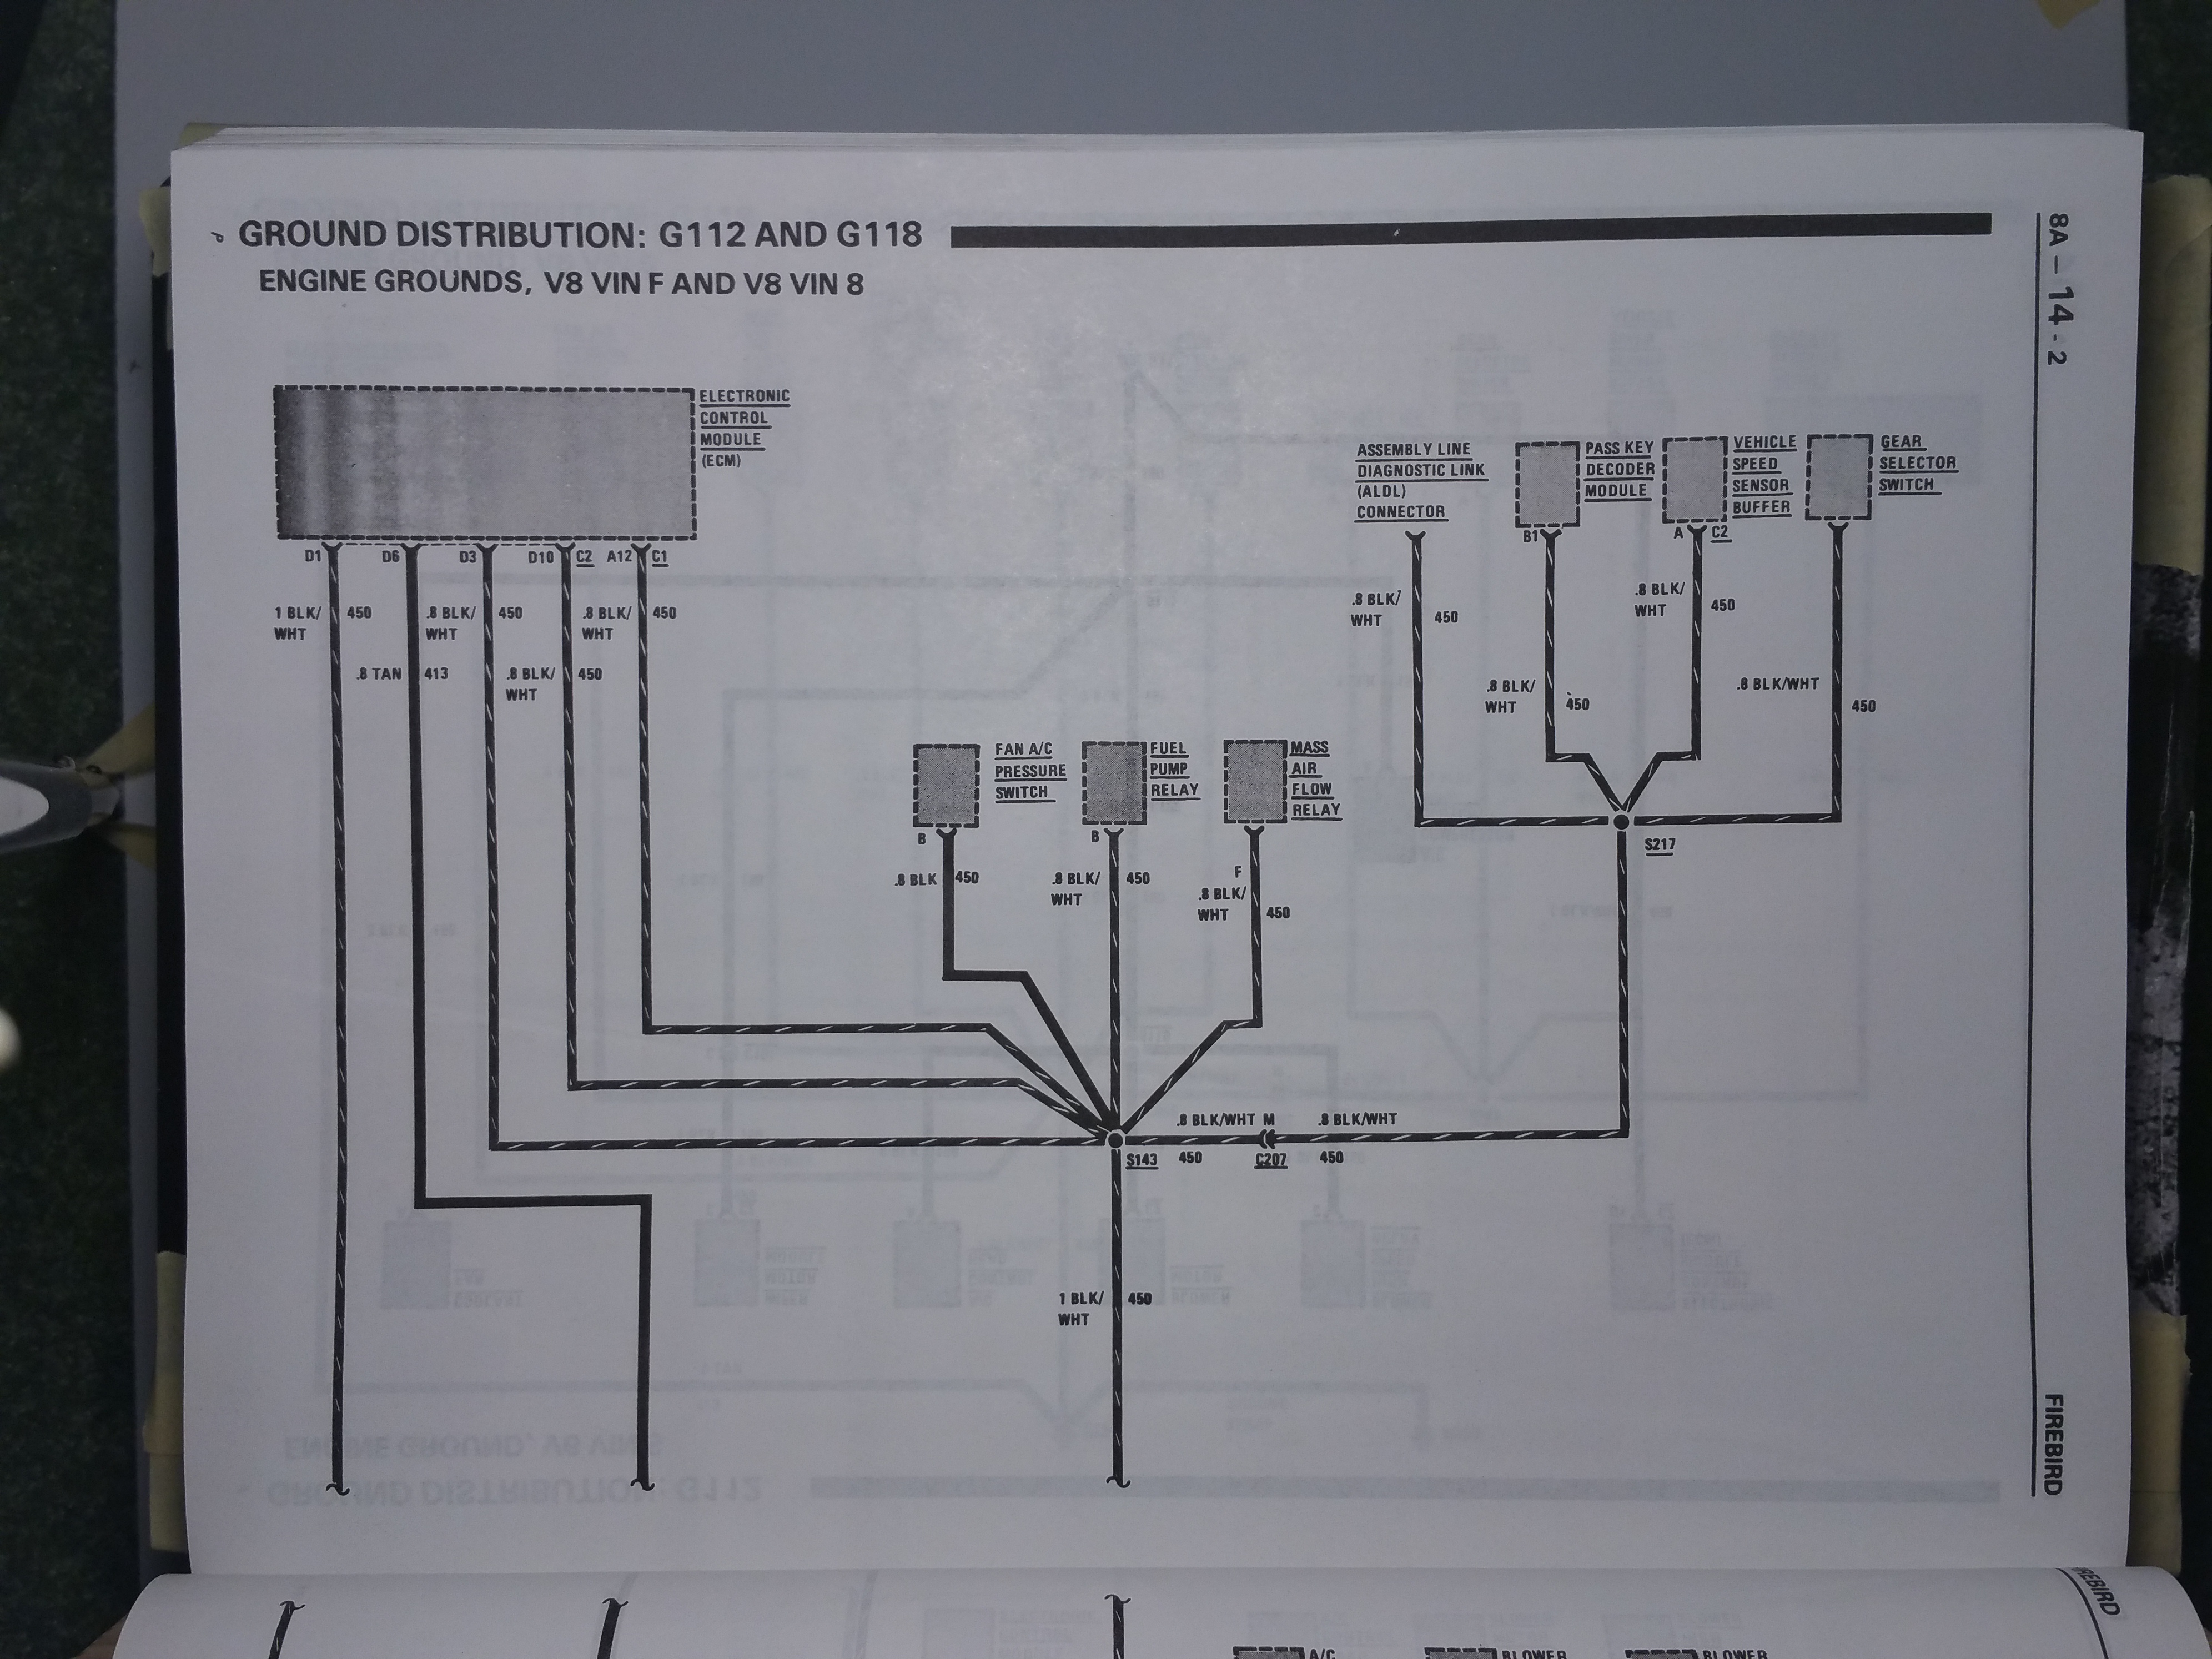 GROUND DISTRIBUTION: G112 AND G118
ENGINE GROUNDS, V8 VIN F AND V8 VIN 8
8A — 14 - 2
ELECTRONIC
CONTROL
MODULE
(ECM)
D1
D6
D3
D10
C2
A12
C1
1 BLK/
WHT
450
.8 TAN
413
.8 BLK/
WHT
450
.8 BLK/
WHT
450
.8 BLK/
WHT
450
ASSEMBLY LINE
DIAGNOSTIC LINK
(ALDL)
CONNECTOR
PASS KEY
DECODER
MODULE
VEHICLE
SPEED
SENSOR
BUFFER
GEAR
SELECTOR
SWITCH
B1
A
C2
.8 BLK/
WHT
450
.8 BLK/
WHT
450
.8 BLK/
WHT
450
.8 BLK/WHT
450
S217
FAN A/C
PRESSURE
SWITCH
FUEL
PUMP
RELAY
MASS
AIR
FLOW
RELAY
B
B
F
.8 BLK
450
.8 BLK/
WHT
450
.8 BLK/
WHT
450
.8 BLK/WHT
M
.8 BLK/WHT
S143
450
C207
450
1 BLK/
WHT
450
FIREBIRD
A/C
BLOWER
BLOWER